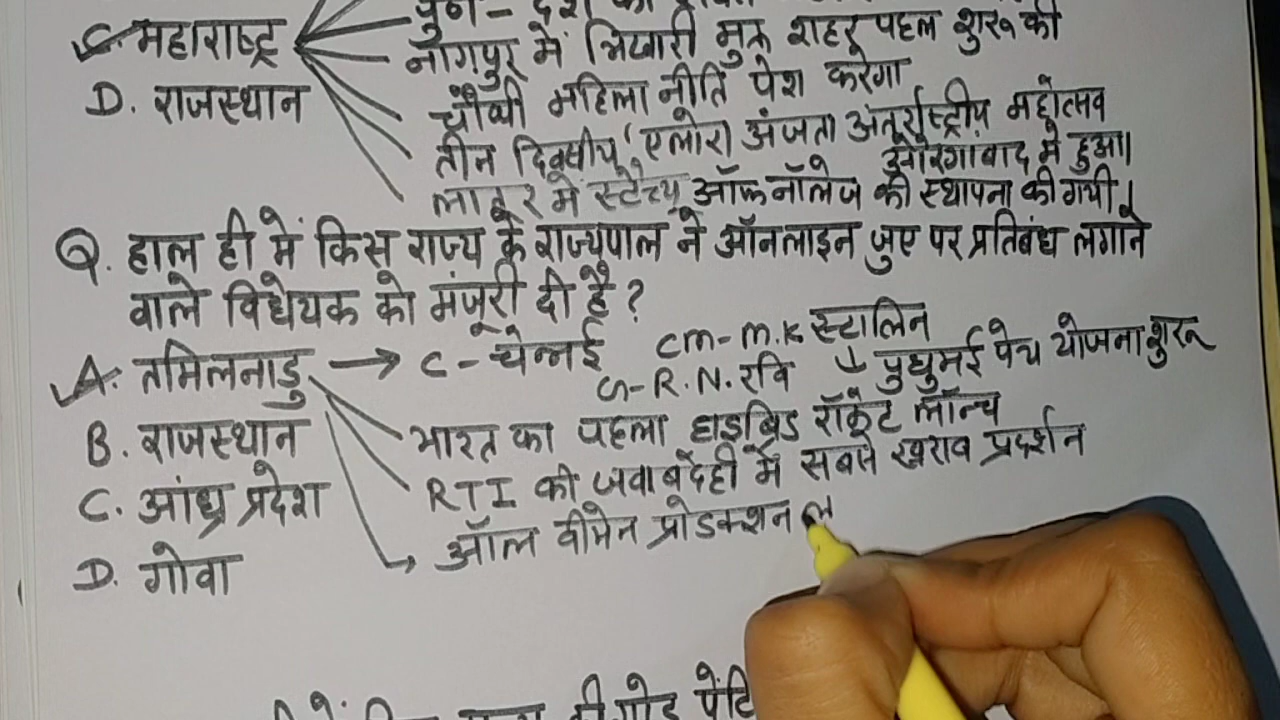 पुणे - देश का
C. महाराष्ट्र
नागपुर में भिखारी मुक्त शहर पहल शुरू की
D. राजस्थान
चौथी महिला नीति पेश करेगा
तीन दिवसीय 'एलोरा अंजता अंतर्राष्ट्रीय महोत्सव
औरंगाबाद में हुआ।
लातूर में स्टैच्यू ऑफ नॉलेज की स्थापना की गयी।
Q. हाल ही में किस राज्य के राज्यपाल ने ऑनलाइन जुए पर प्रतिबंध लगाने
वाले विधेयक को मंजूरी दी है?
A. तमिलनाडु → C - चेन्नई CM - M.K स्टालिन
G - R.N. रवि ↓ पुधुमई पेन योजना शुरू
B. राजस्थान
भारत का पहला हाइब्रिड रॉकेट लॉन्च
C. आंध्र प्रदेश
RTI की जवाबदेही में सबसे खराब प्रदर्शन
ऑल वीमेन प्रोडक्शन ल
D. गोवा